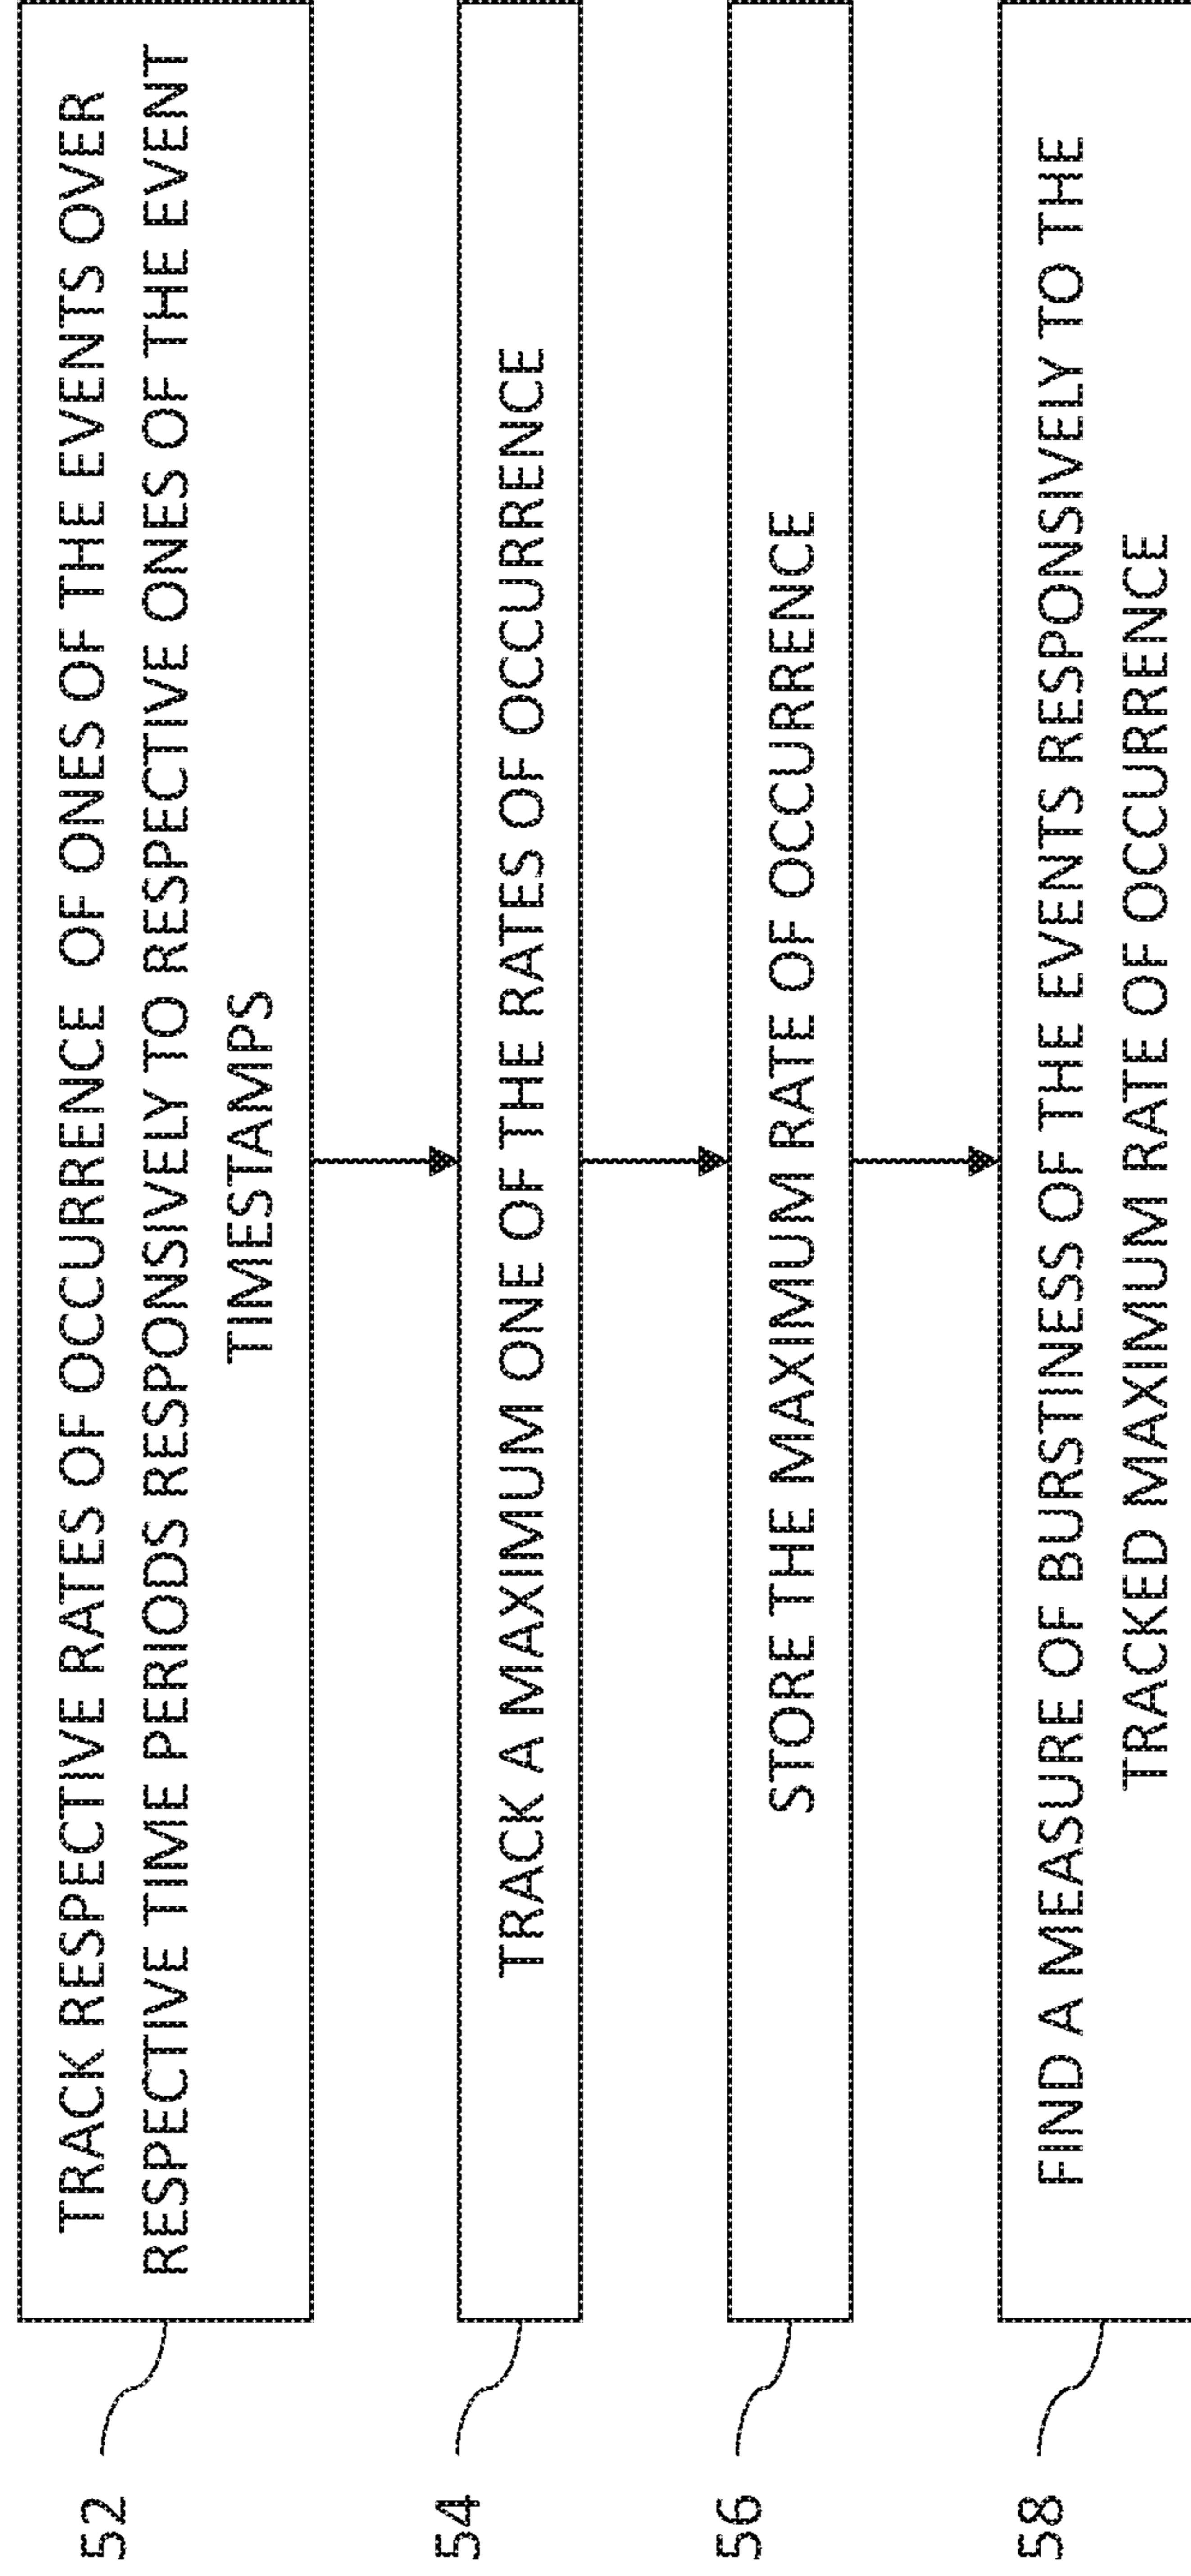 52
TRACK RESPECTIVE RATES OF OCCURRENCE OF ONES OF THE EVENTS OVER
RESPECTIVE TIME PERIODS RESPONSIVELY TO RESPECTIVE ONES OF THE EVENT
TIMESTAMPS
54
TRACK A MAXIMUM ONE OF THE RATES OF OCCURRENCE
56
STORE THE MAXIMUM RATE OF OCCURRENCE
58
FIND A MEASURE OF BURSTINESS OF THE EVENTS RESPONSIVELY TO THE
TRACKED MAXIMUM RATE OF OCCURRENCE